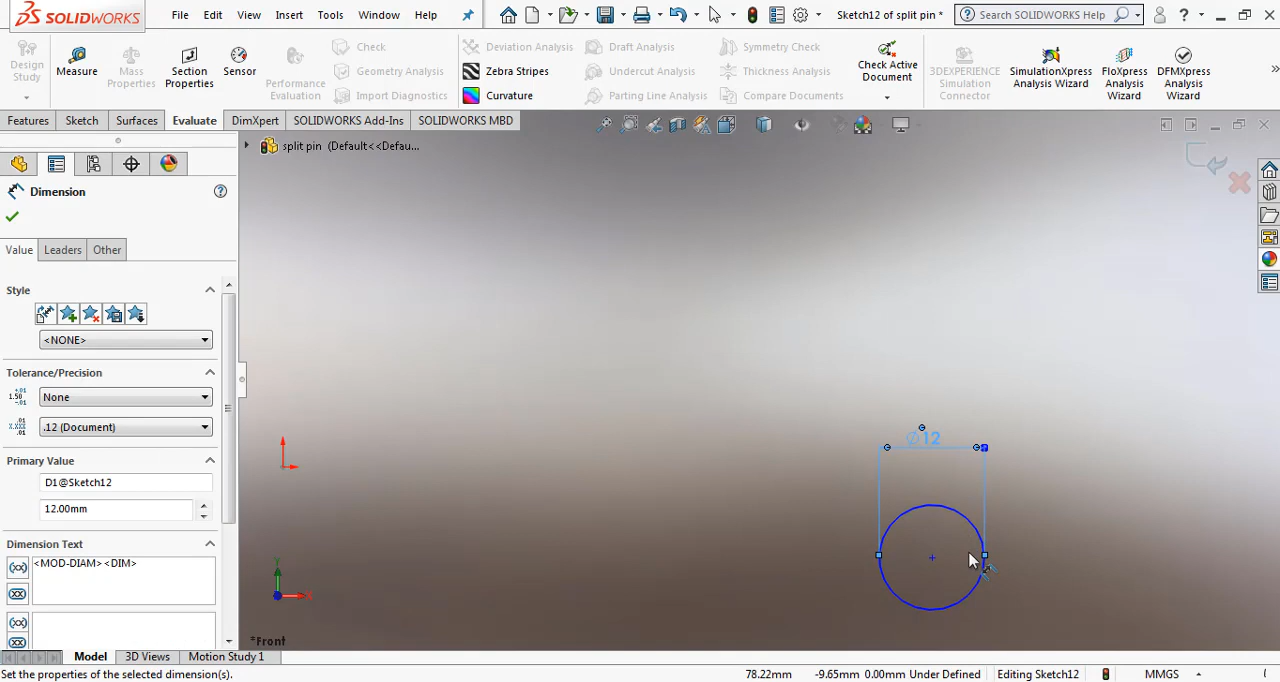 SOLIDWORKS
File Edit View Insert Tools Window Help
Sketch12 of split pin *
Search SOLIDWORKS Help
Design Study
Measure
Mass Properties
Section Properties
Sensor
Performance Evaluation
Check
Geometry Analysis
Import Diagnostics
Deviation Analysis
Zebra Stripes
Curvature
Draft Analysis
Undercut Analysis
Parting Line Analysis
Symmetry Check
Thickness Analysis
Compare Documents
Check Active Document
3DEXPERIENCE Simulation Connector
SimulationXpress Analysis Wizard
FloXpress Analysis Wizard
DFMXpress Analysis Wizard
Features Sketch Surfaces Evaluate DimXpert SOLIDWORKS Add-Ins SOLIDWORKS MBD
split pin (Default<<Defau...
Dimension
Value Leaders Other
Style
<NONE>
Tolerance/Precision
None
.12 (Document)
Primary Value
D1@Sketch12
12.00mm
Dimension Text
<MOD-DIAM><DIM>
Ø12
Y
X
*Front
Model 3D Views Motion Study 1
Set the properties of the selected dimension(s).
78.22mm -9.65mm 0.00mm Under Defined Editing Sketch12 MMGS